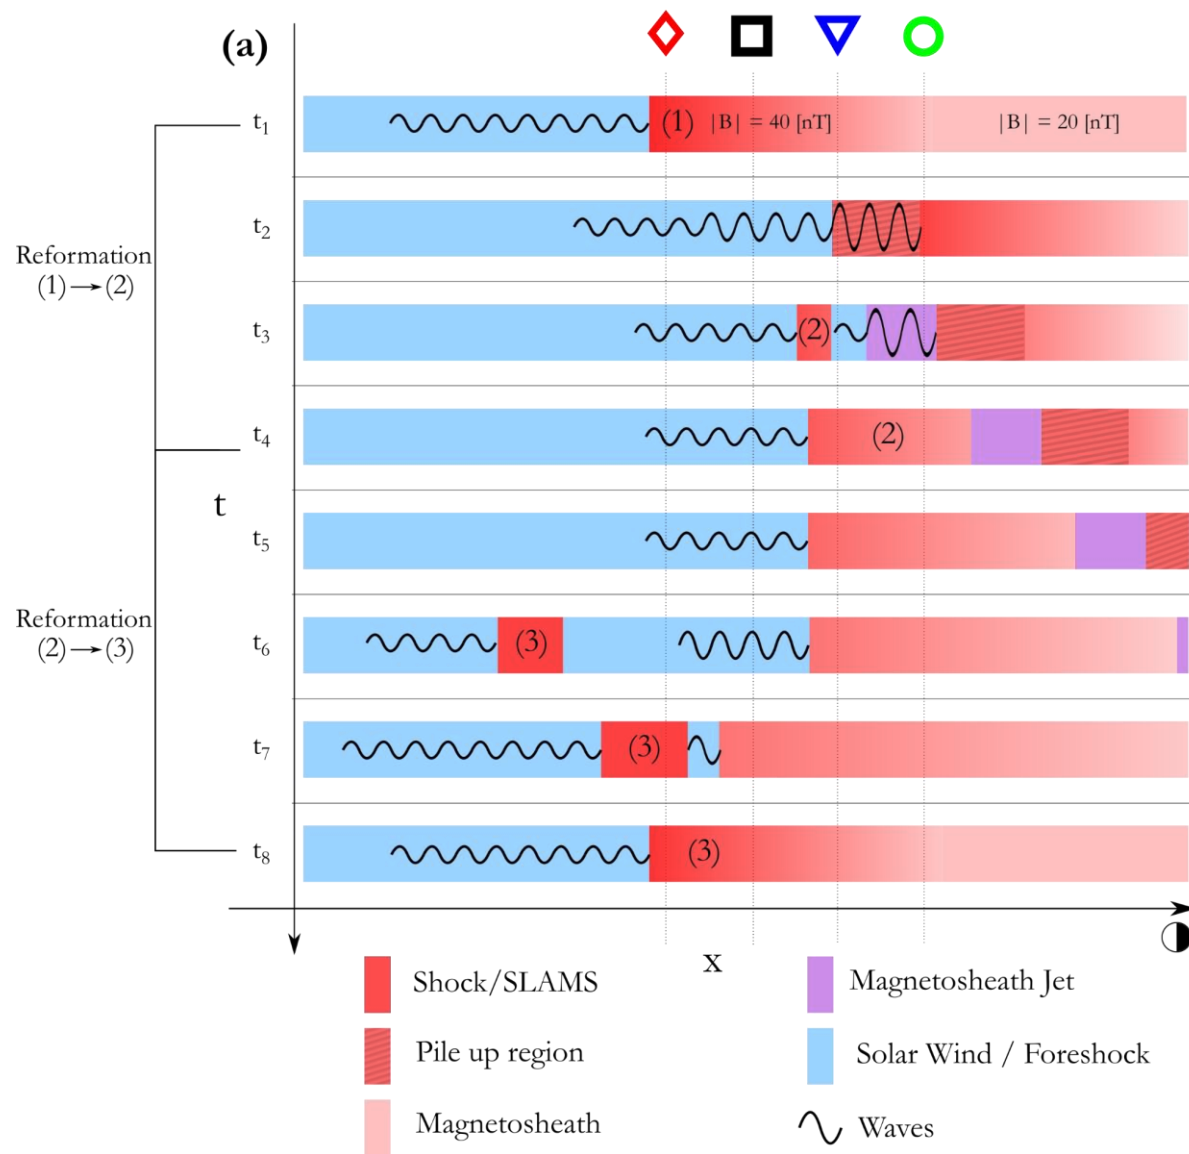 (a)
t1
(1) |B| = 40 [nT] |B| = 20 [nT]
t2
Reformation
(1)→(2)
t3
(2)
t4
(2)
t
t5
Reformation
(2)→(3)
t6
(3)
t7
(3)
t8
(3)
x
Shock/SLAMS
Magnetosheath Jet
Pile up region
Solar Wind / Foreshock
Magnetosheath
Waves